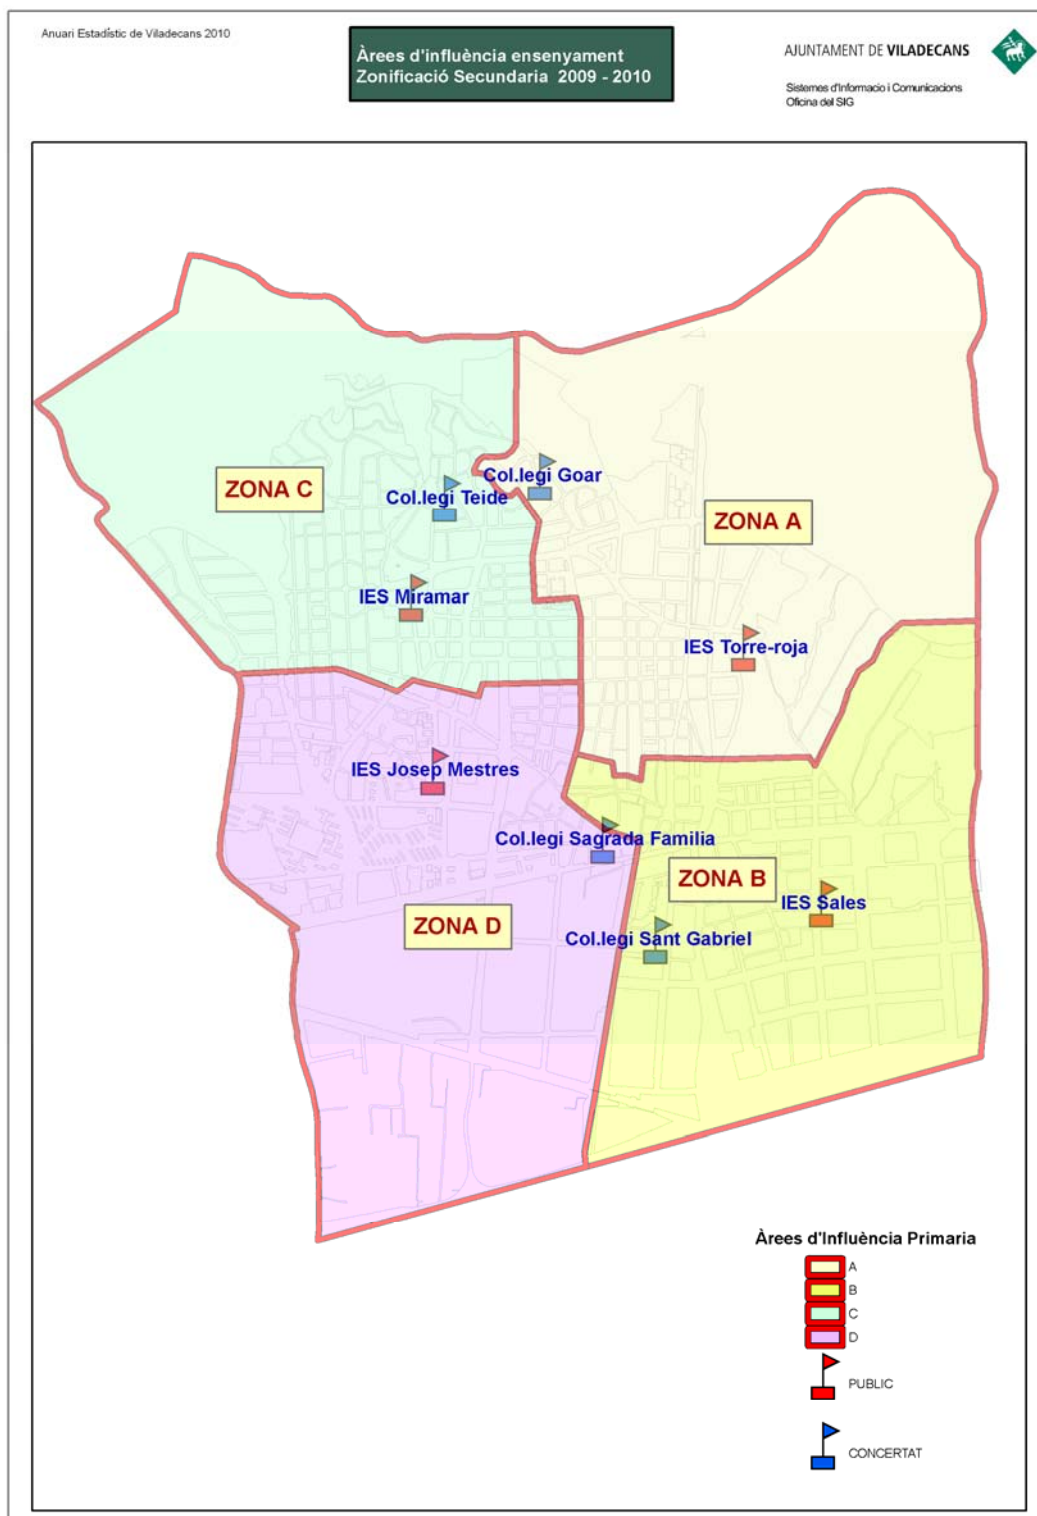 Anuari Estadístic de Viladecans 2010
Àrees d'influència ensenyament
Zonificació Secundaria 2009 - 2010
AJUNTAMENT DE VILADECANS
Sistemes d'Informacio i Comunicacions
Oficina del SIG
Col.legi Goar
ZONA C
Col.legi Teide
ZONA A
IES Miramar
IES Torre-roja
IES Josep Mestres
Col.legi Sagrada Familia
ZONA B
IES Sales
ZONA D
Col.legi Sant Gabriel
Àrees d'Influència Primaria
A
B
C
D
PUBLIC
CONCERTAT